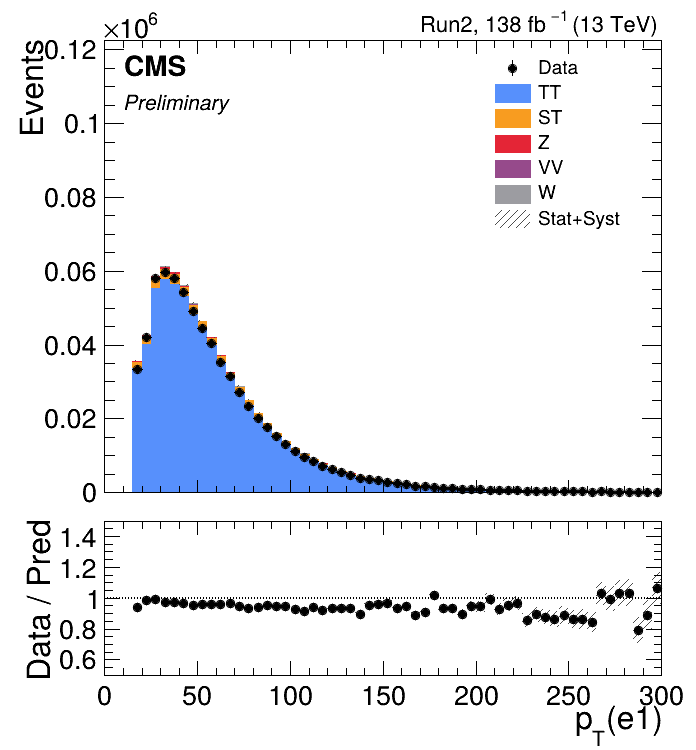 ×10^6 Run2, 138 fb^-1 (13 TeV)
Events
0.12
0.1
0.08
0.06
0.04
0.02
0
CMS
Preliminary
Data
TT
ST
Z
VV
W
Stat+Syst
Data / Pred
1.4
1.2
1
0.8
0.6
0 50 100 150 200 250 300
p_T(e1)